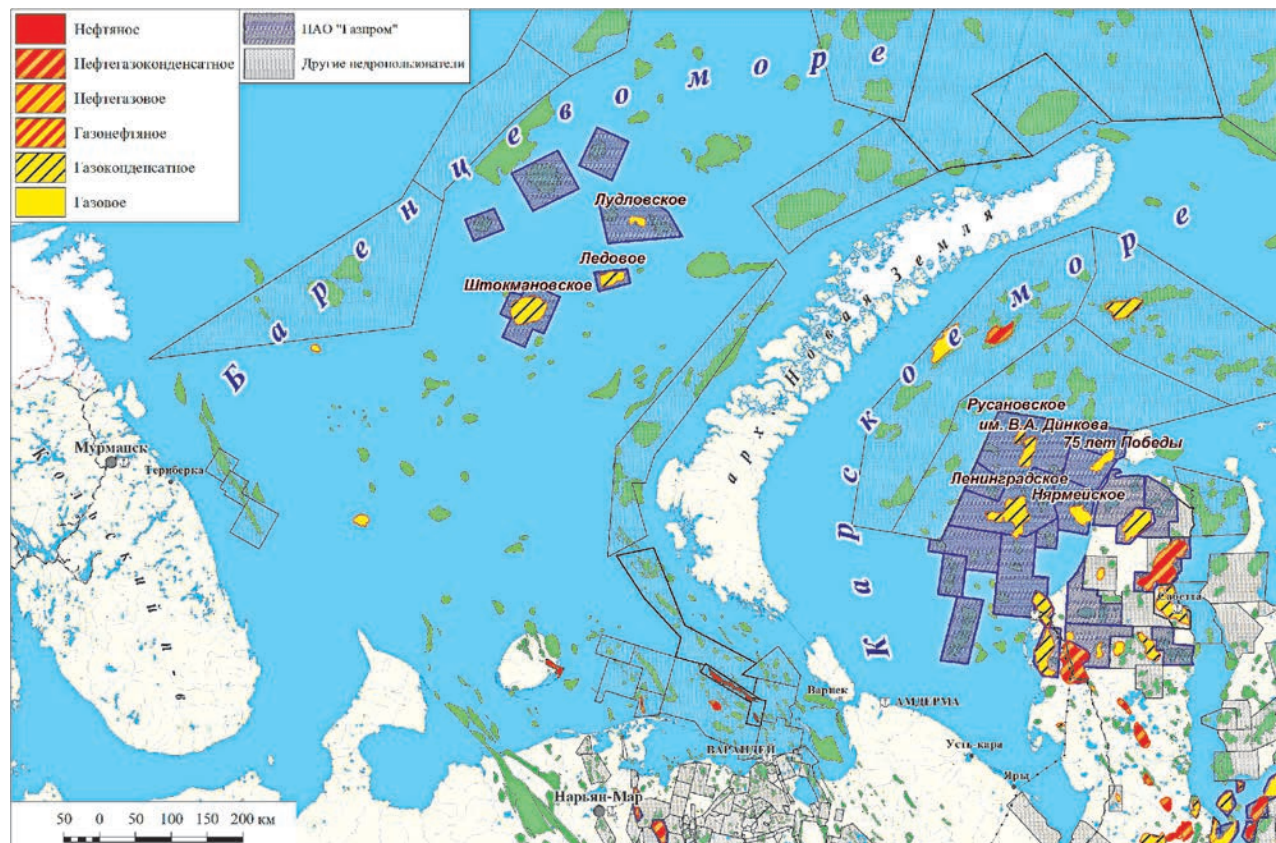 Нефтяное
Нефтегазоконденсатное
Нефтегазовое
Газонефтяное
Газоконденсатное
Газовое
ПАО "Газпром"
Другие недропользователи
Баренцево море
Лудловское
Ледовое
Штокмановское
арх. Новая Земля
Карское море
Русановское
им. В.А. Динкова
75 лет Победы
Ленинградское
Нярмейское
Мурманск
Териберка
Кольский п-в
Сабетта
Варнек
АМДЕРМА
Усть-кара
Яры
ВАРАНДЕЙ
Нарьян-Мар
50 0 50 100 150 200 км